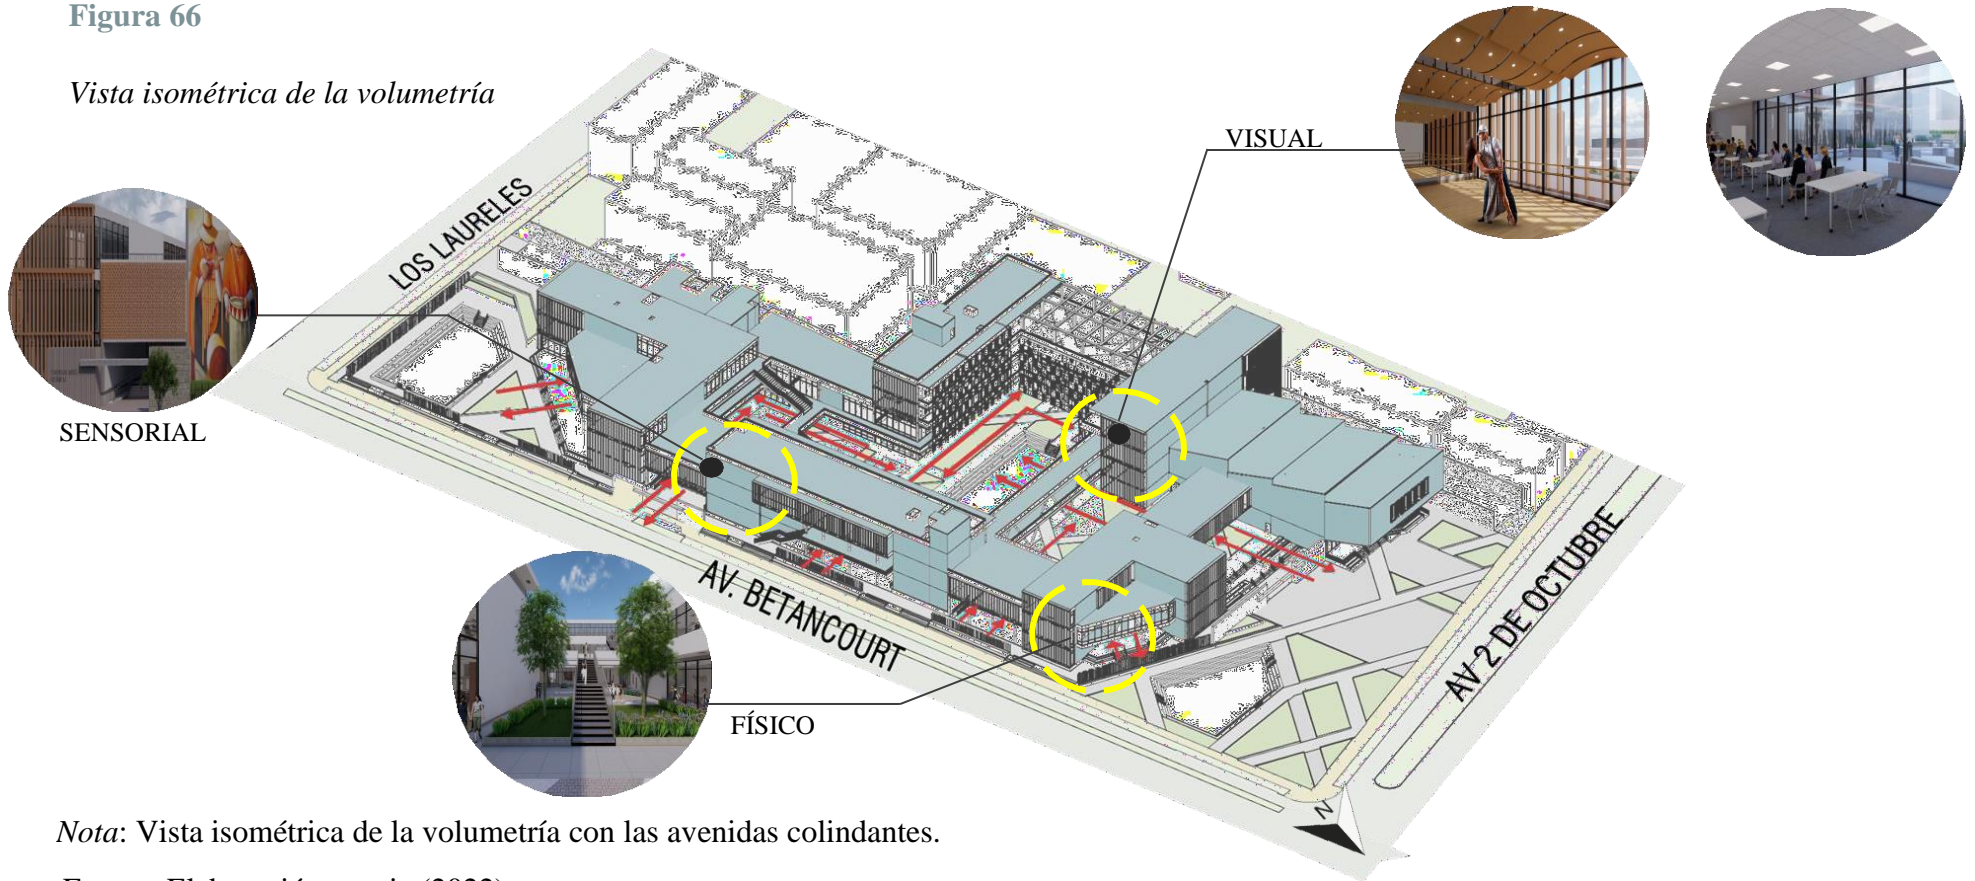 Figura 66
Vista isométrica de la volumetría
VISUAL
LOS LAURELES
SENSORIAL
AV. BETANCOURT
AV 2 DE OCTUBRE
FÍSICO
N
Nota: Vista isométrica de la volumetría con las avenidas colindantes.